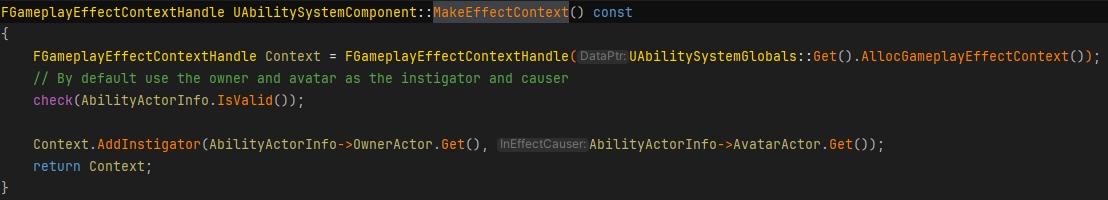 FGameplayEffectContextHandle UAbilitySystemComponent::MakeEffectContext() const
{
    FGameplayEffectContextHandle Context = FGameplayEffectContextHandle(DataPtr: UAbilitySystemGlobals::Get().AllocGameplayEffectContext());
    // By default use the owner and avatar as the instigator and causer
    check(AbilityActorInfo.IsValid());

    Context.AddInstigator(AbilityActorInfo->OwnerActor.Get(), InEffectCauser: AbilityActorInfo->AvatarActor.Get());
    return Context;
}